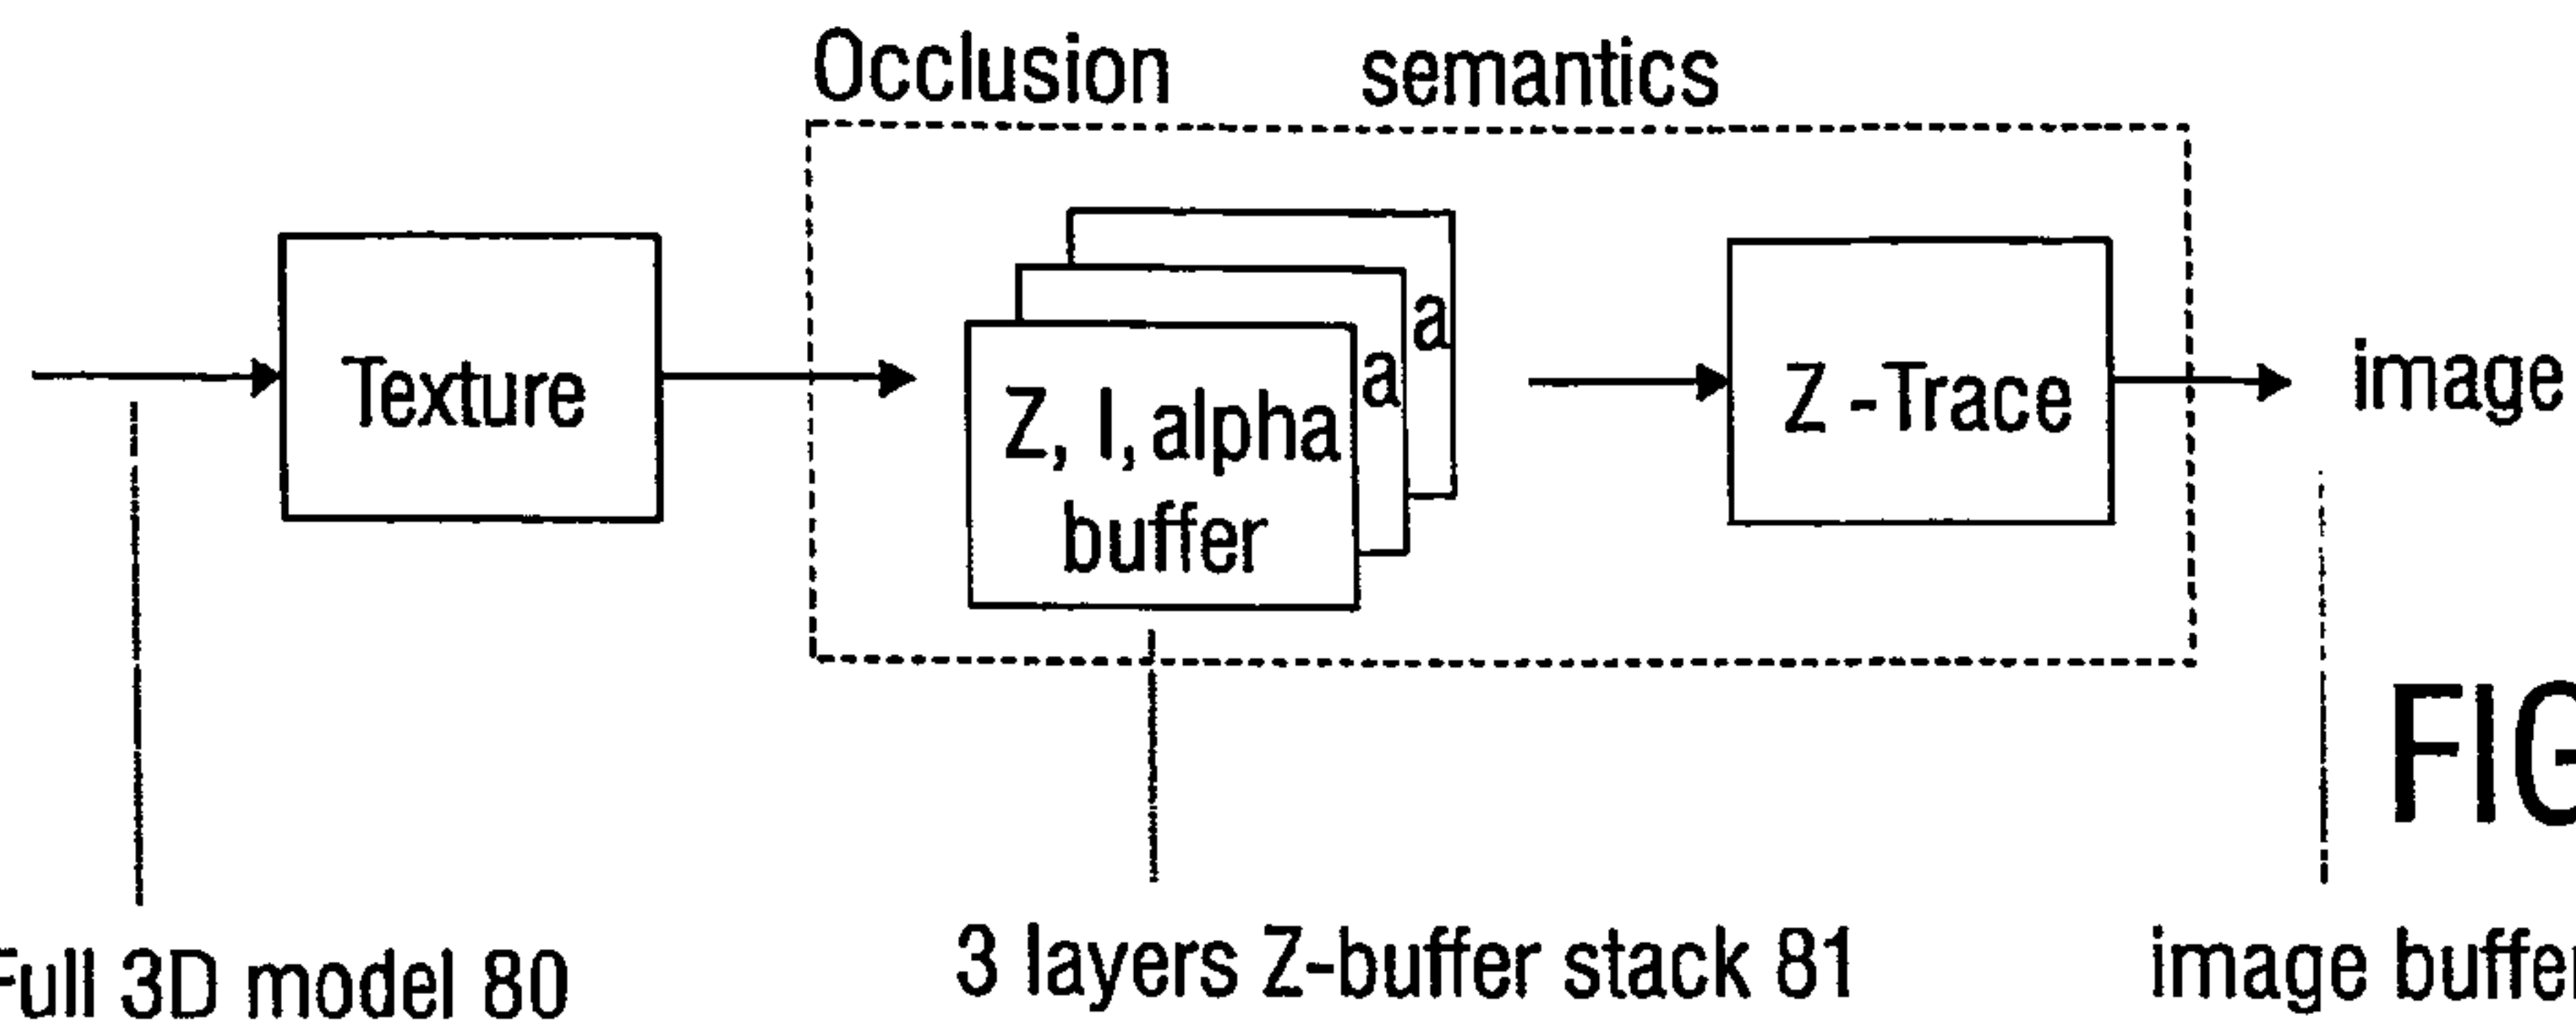 Occlusion semantics
Texture
Z, I, alpha
buffer
a
a
Z -Trace
image
FIG
Full 3D model 80
3 layers Z-buffer stack 81
image buffer